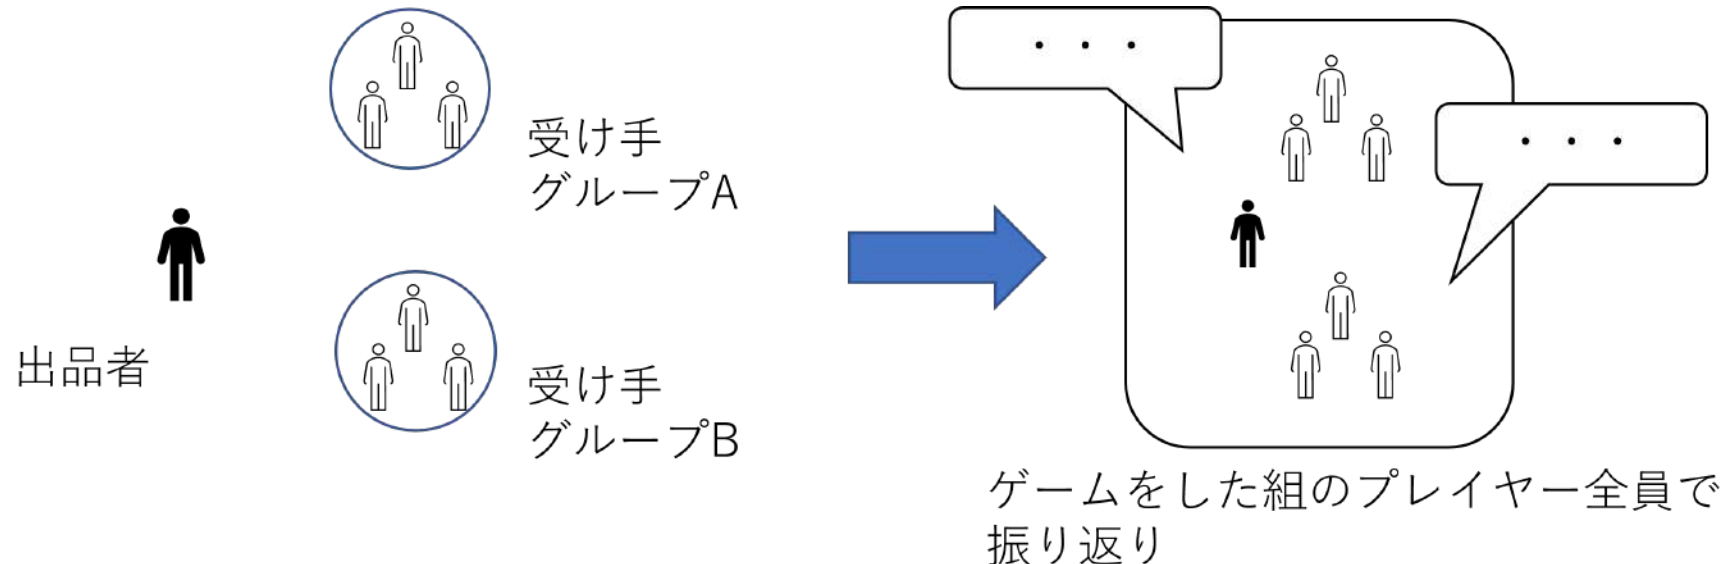 ・ ・ ・
・ ・ ・
受け手
グループA
出品者
受け手
グループB
ゲームをした組のプレイヤー全員で
振り返り